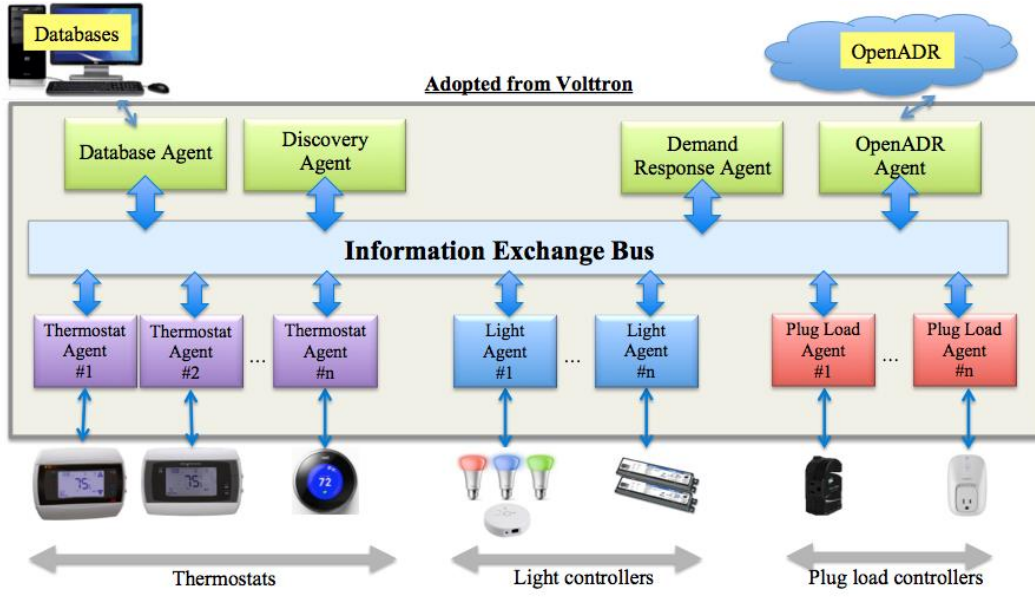 Databases
OpenADR
Adopted from Volttron
Database Agent
Discovery
Agent
Demand
Response Agent
OpenADR
Agent
Information Exchange Bus
Thermostat
Agent
#1
Thermostat
Agent
#2
...
Thermostat
Agent
#n
Light
Agent
#1
...
Light
Agent
#n
Plug Load
Agent
#1
...
Plug Load
Agent
#n
75
75
72
Thermostats
Light controllers
Plug load controllers